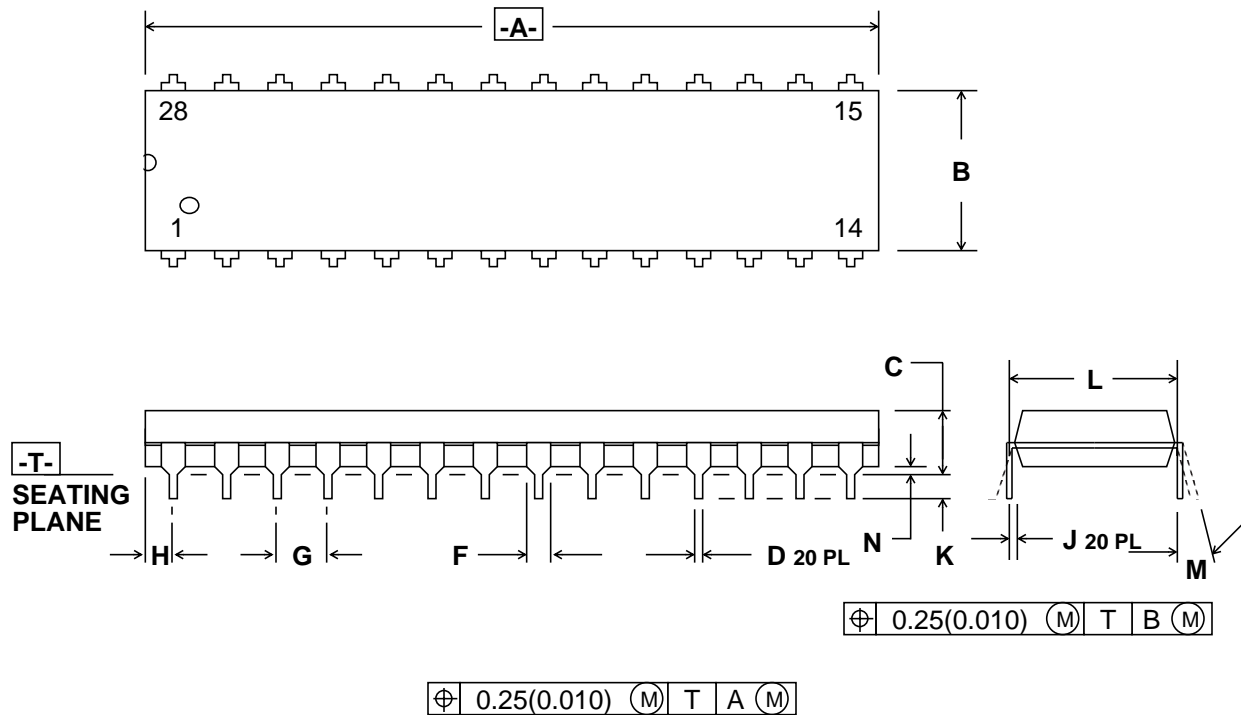 -A-
28
15
B
1
14
C
L
-T-
SEATING
PLANE
H
G
F
D 20 PL
N
K
J 20 PL
M
⌖ 0.25(0.010) Ⓜ T B Ⓜ
⌖ 0.25(0.010) Ⓜ T A Ⓜ